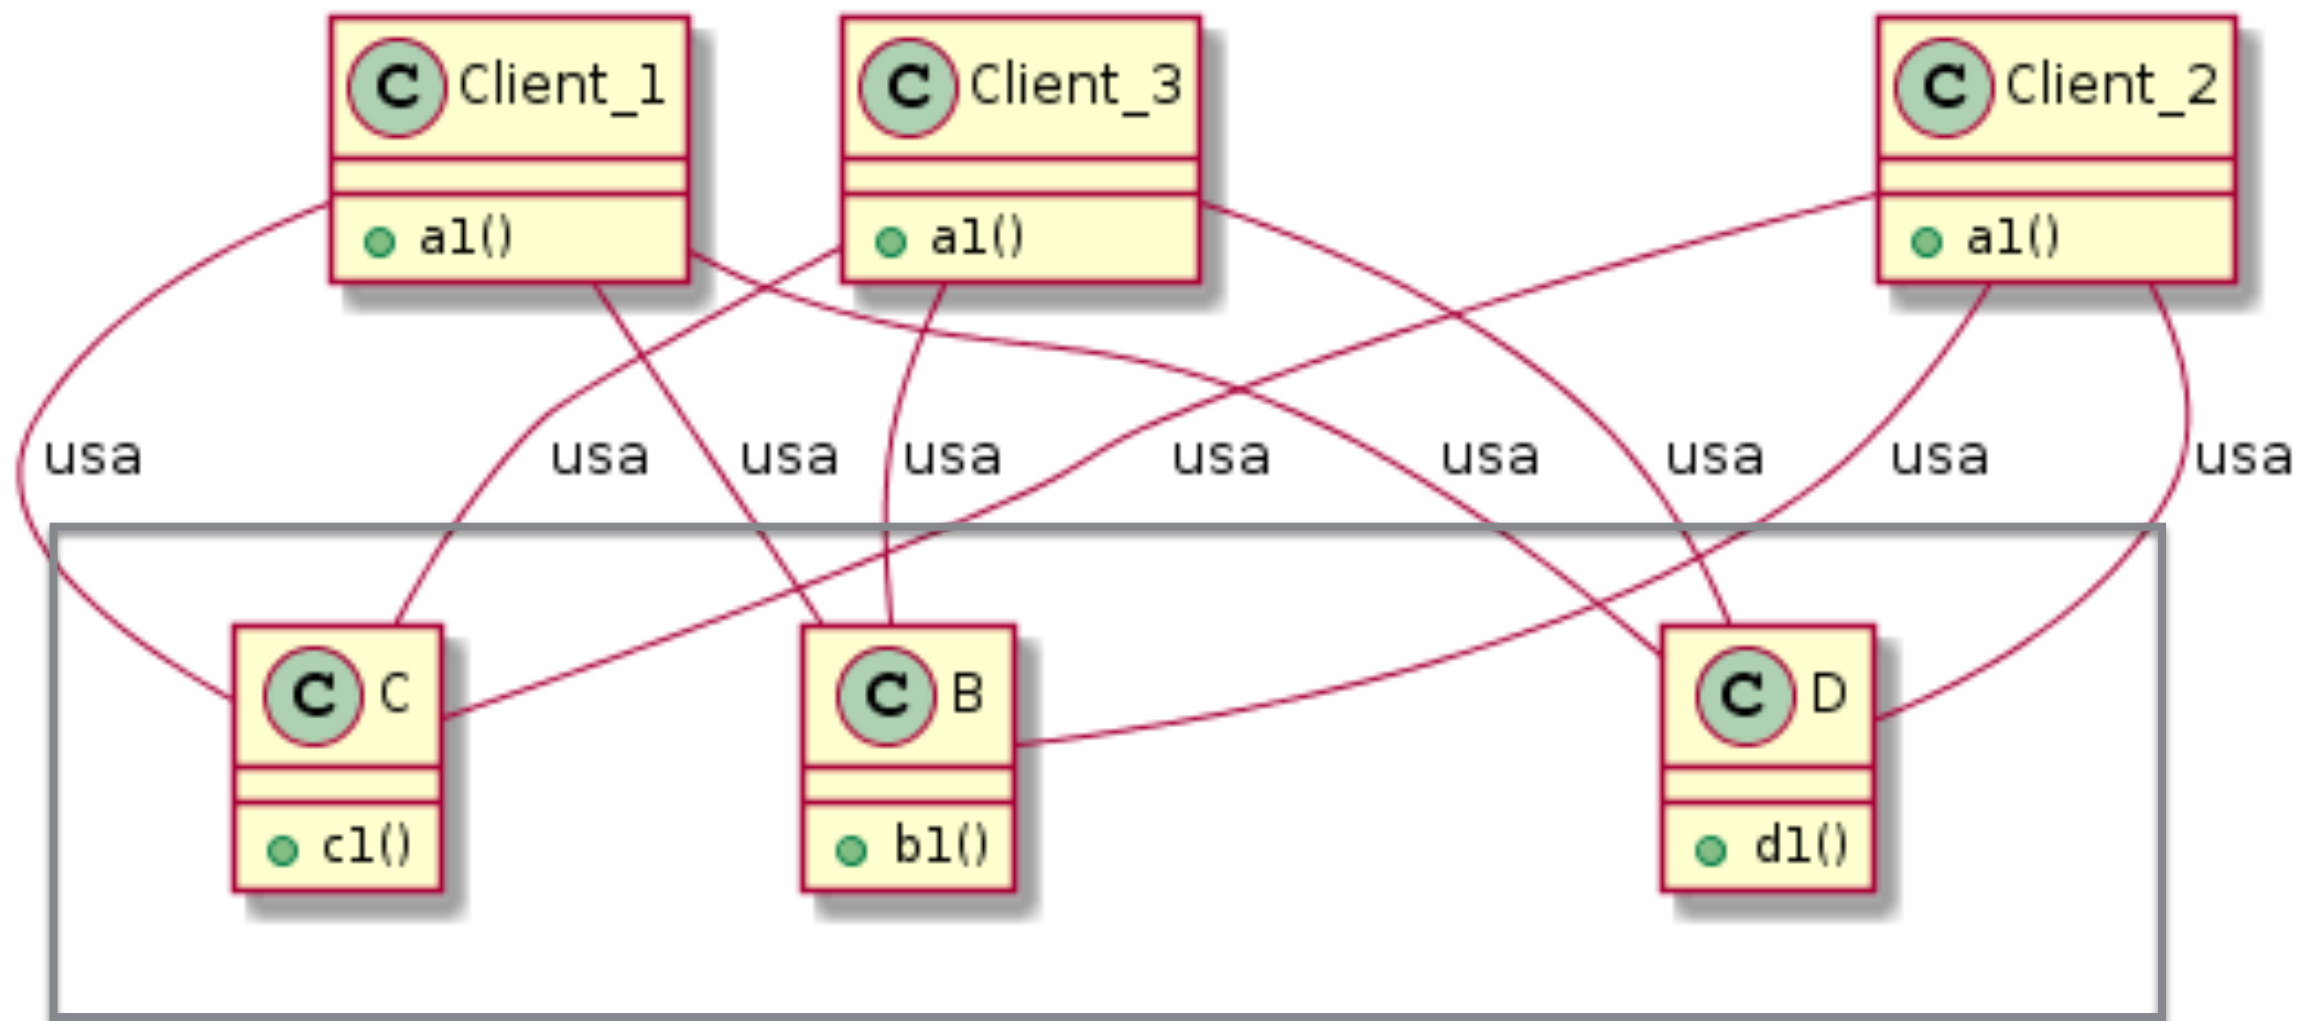 C Client_1
C Client_3
C Client_2
a1()
a1()
a1()
usa
usa
usa
usa
usa
usa
usa
usa
usa
C C
C B
C D
c1()
b1()
d1()